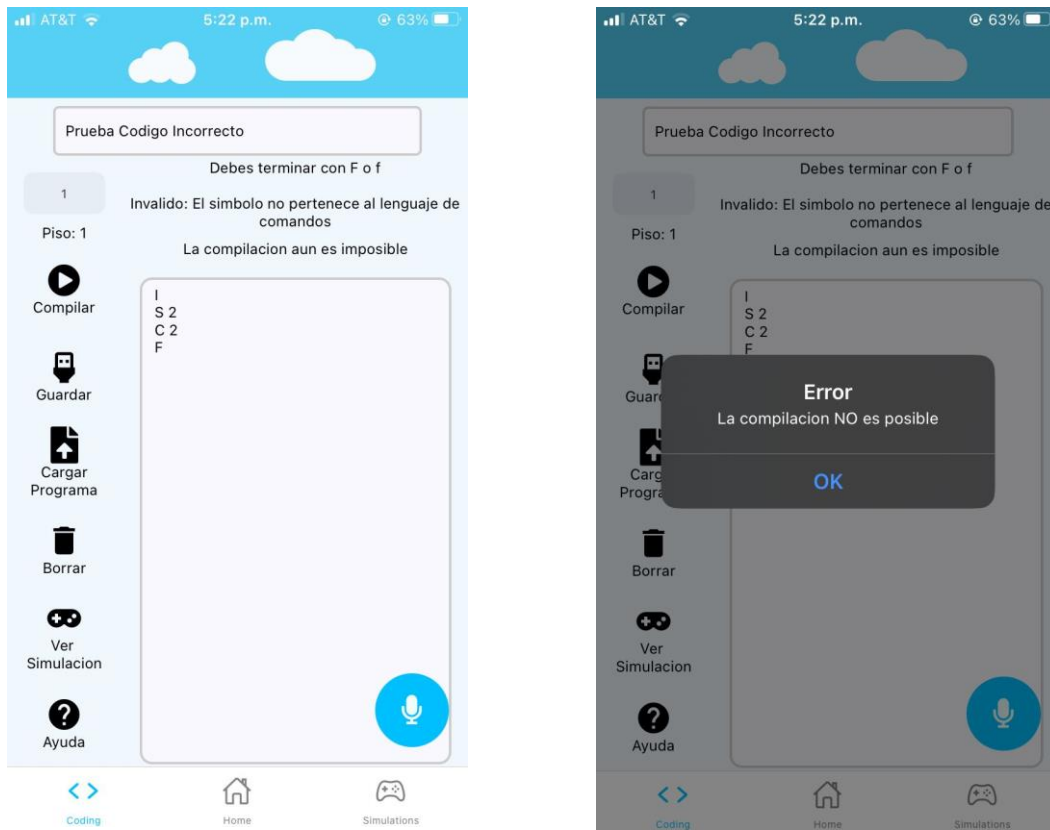 AT&T 5:22 p.m. 63%
Prueba Codigo Incorrecto
Debes terminar con F o f
1
Invalido: El simbolo no pertenece al lenguaje de
comandos
Piso: 1
La compilacion aun es imposible
Compilar
I
S 2
C 2
F
Guardar
Cargar
Programa
Borrar
Ver
Simulacion
Ayuda
Coding
Home
Simulations
AT&T 5:22 p.m. 63%
Prueba Codigo Incorrecto
Debes terminar con F o f
1
Invalido: El simbolo no pertenece al lenguaje de
comandos
Piso: 1
La compilacion aun es imposible
Compilar
I
S 2
C 2
F
Guar
Carg
Progra
Error
La compilacion NO es posible
OK
Borrar
Ver
Simulacion
Ayuda
Coding
Home
Simulations